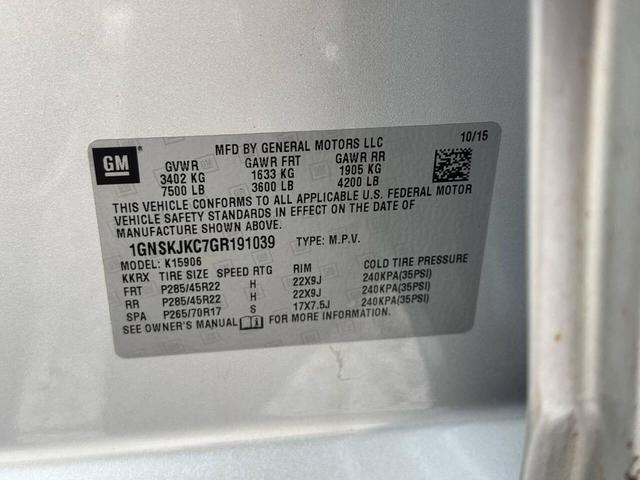 MFD BY GENERAL MOTORS LLC 10/15
GM
GVWR GAWR FRT GAWR RR
3402 KG 1633 KG 1905 KG
7500 LB 3600 LB 4200 LB
THIS VEHICLE CONFORMS TO ALL APPLICABLE U.S. FEDERAL MOTOR
VEHICLE SAFETY STANDARDS IN EFFECT ON THE DATE OF
MANUFACTURE SHOWN ABOVE.
1GNSKJKC7GR191039 TYPE: M.P.V.
MODEL: K15906
KKRX TIRE SIZE SPEED RTG RIM COLD TIRE PRESSURE
FRT P285/45R22 H 22X9J 240KPA(35PSI)
RR P285/45R22 H 22X9J 240KPA(35PSI)
SPA P265/70R17 S 17X7.5J 240KPA(35PSI)
SEE OWNER'S MANUAL FOR MORE INFORMATION.